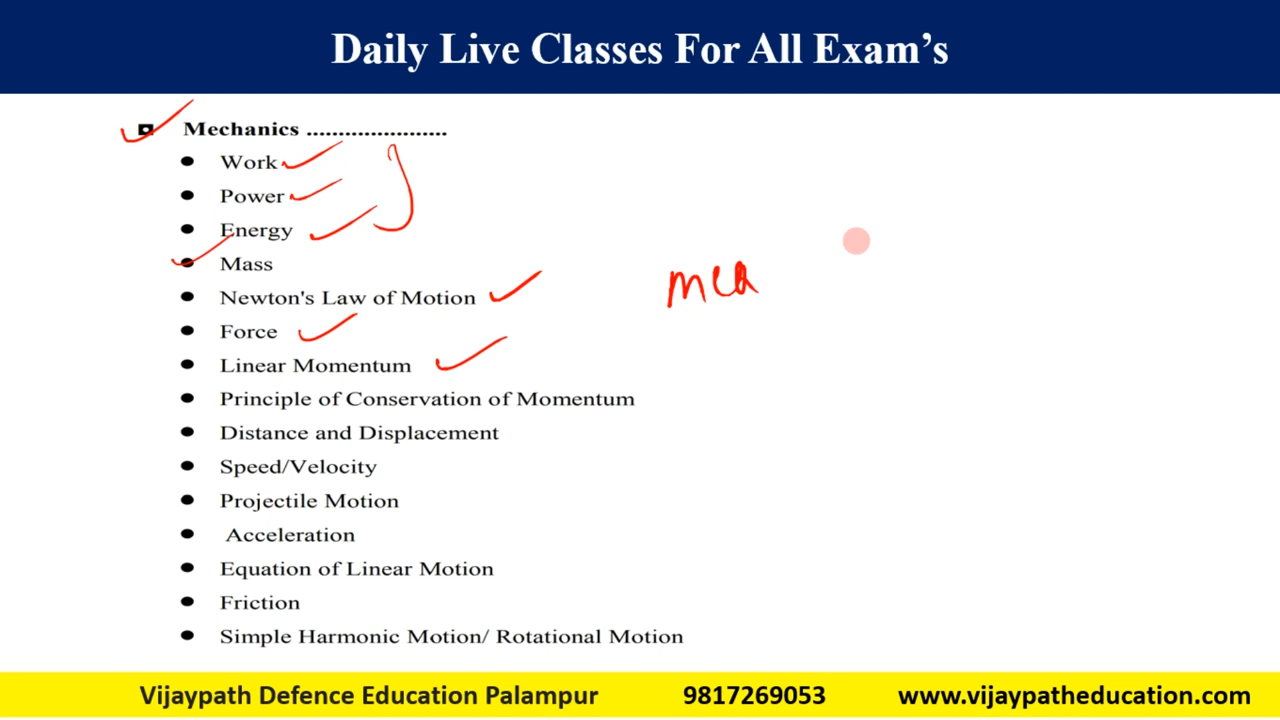 Daily Live Classes For All Exam's
Mechanics ......................
Work
Power
Energy
Mass
Newton's Law of Motion
Force
Linear Momentum
Principle of Conservation of Momentum
Distance and Displacement
Speed/Velocity
Projectile Motion
Acceleration
Equation of Linear Motion
Friction
Simple Harmonic Motion/ Rotational Motion
mea
Vijaypath Defence Education Palampur 9817269053 www.vijaypatheducation.com